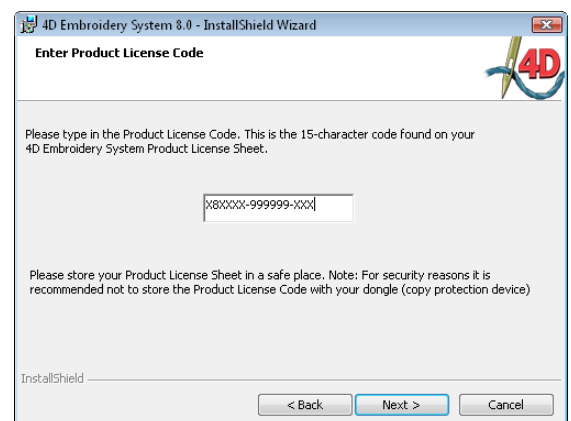 4D Embroidery System 8.0 - InstallShield Wizard
Enter Product License Code
4D
Please type in the Product License Code. This is the 15-character code found on your
4D Embroidery System Product License Sheet.
X8XXXX-999999-XXX
Please store your Product License Sheet in a safe place. Note: For security reasons it is
recommended not to store the Product License Code with your dongle (copy protection device)
InstallShield
< Back Next > Cancel